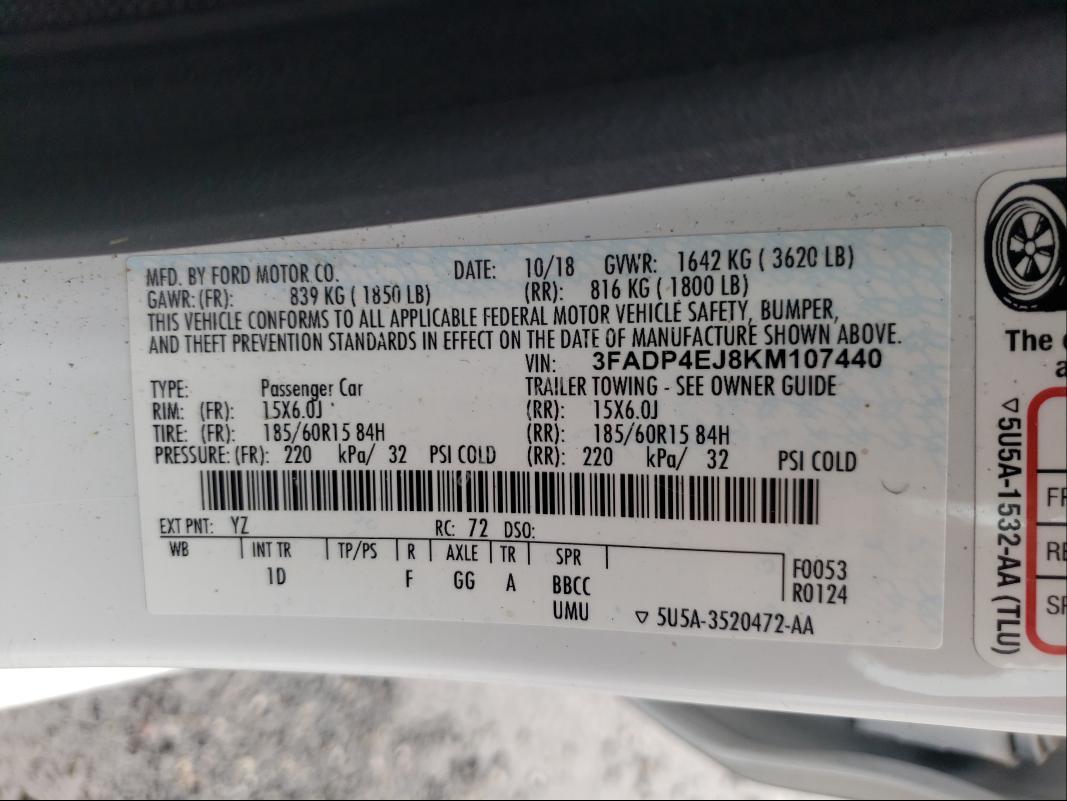 MFD. BY FORD MOTOR CO. DATE: 10/18 GVWR: 1642 KG ( 3620 LB)
GAWR: (FR): 839 KG ( 1850 LB) (RR): 816 KG ( 1800 LB)
THIS VEHICLE CONFORMS TO ALL APPLICABLE FEDERAL MOTOR VEHICLE SAFETY, BUMPER,
AND THEFT PREVENTION STANDARDS IN EFFECT ON THE DATE OF MANUFACTURE SHOWN ABOVE.
VIN: 3FADP4EJ8KM107440
TYPE: Passenger Car TRAILER TOWING - SEE OWNER GUIDE
RIM: (FR): 15X6.0J (RR): 15X6.0J
TIRE: (FR): 185/60R15 84H (RR): 185/60R15 84H
PRESSURE: (FR): 220 kPa/ 32 PSI COLD (RR): 220 kPa/ 32 PSI COLD
EXT PNT: YZ RC: 72 DSO:
WB INT TR TP/PS R AXLE TR SPR
1D F GG A BBCC
UMU
F0053
R0124
▽ 5U5A-3520472-AA
The
▽5U5A-1532-AA (TLU)